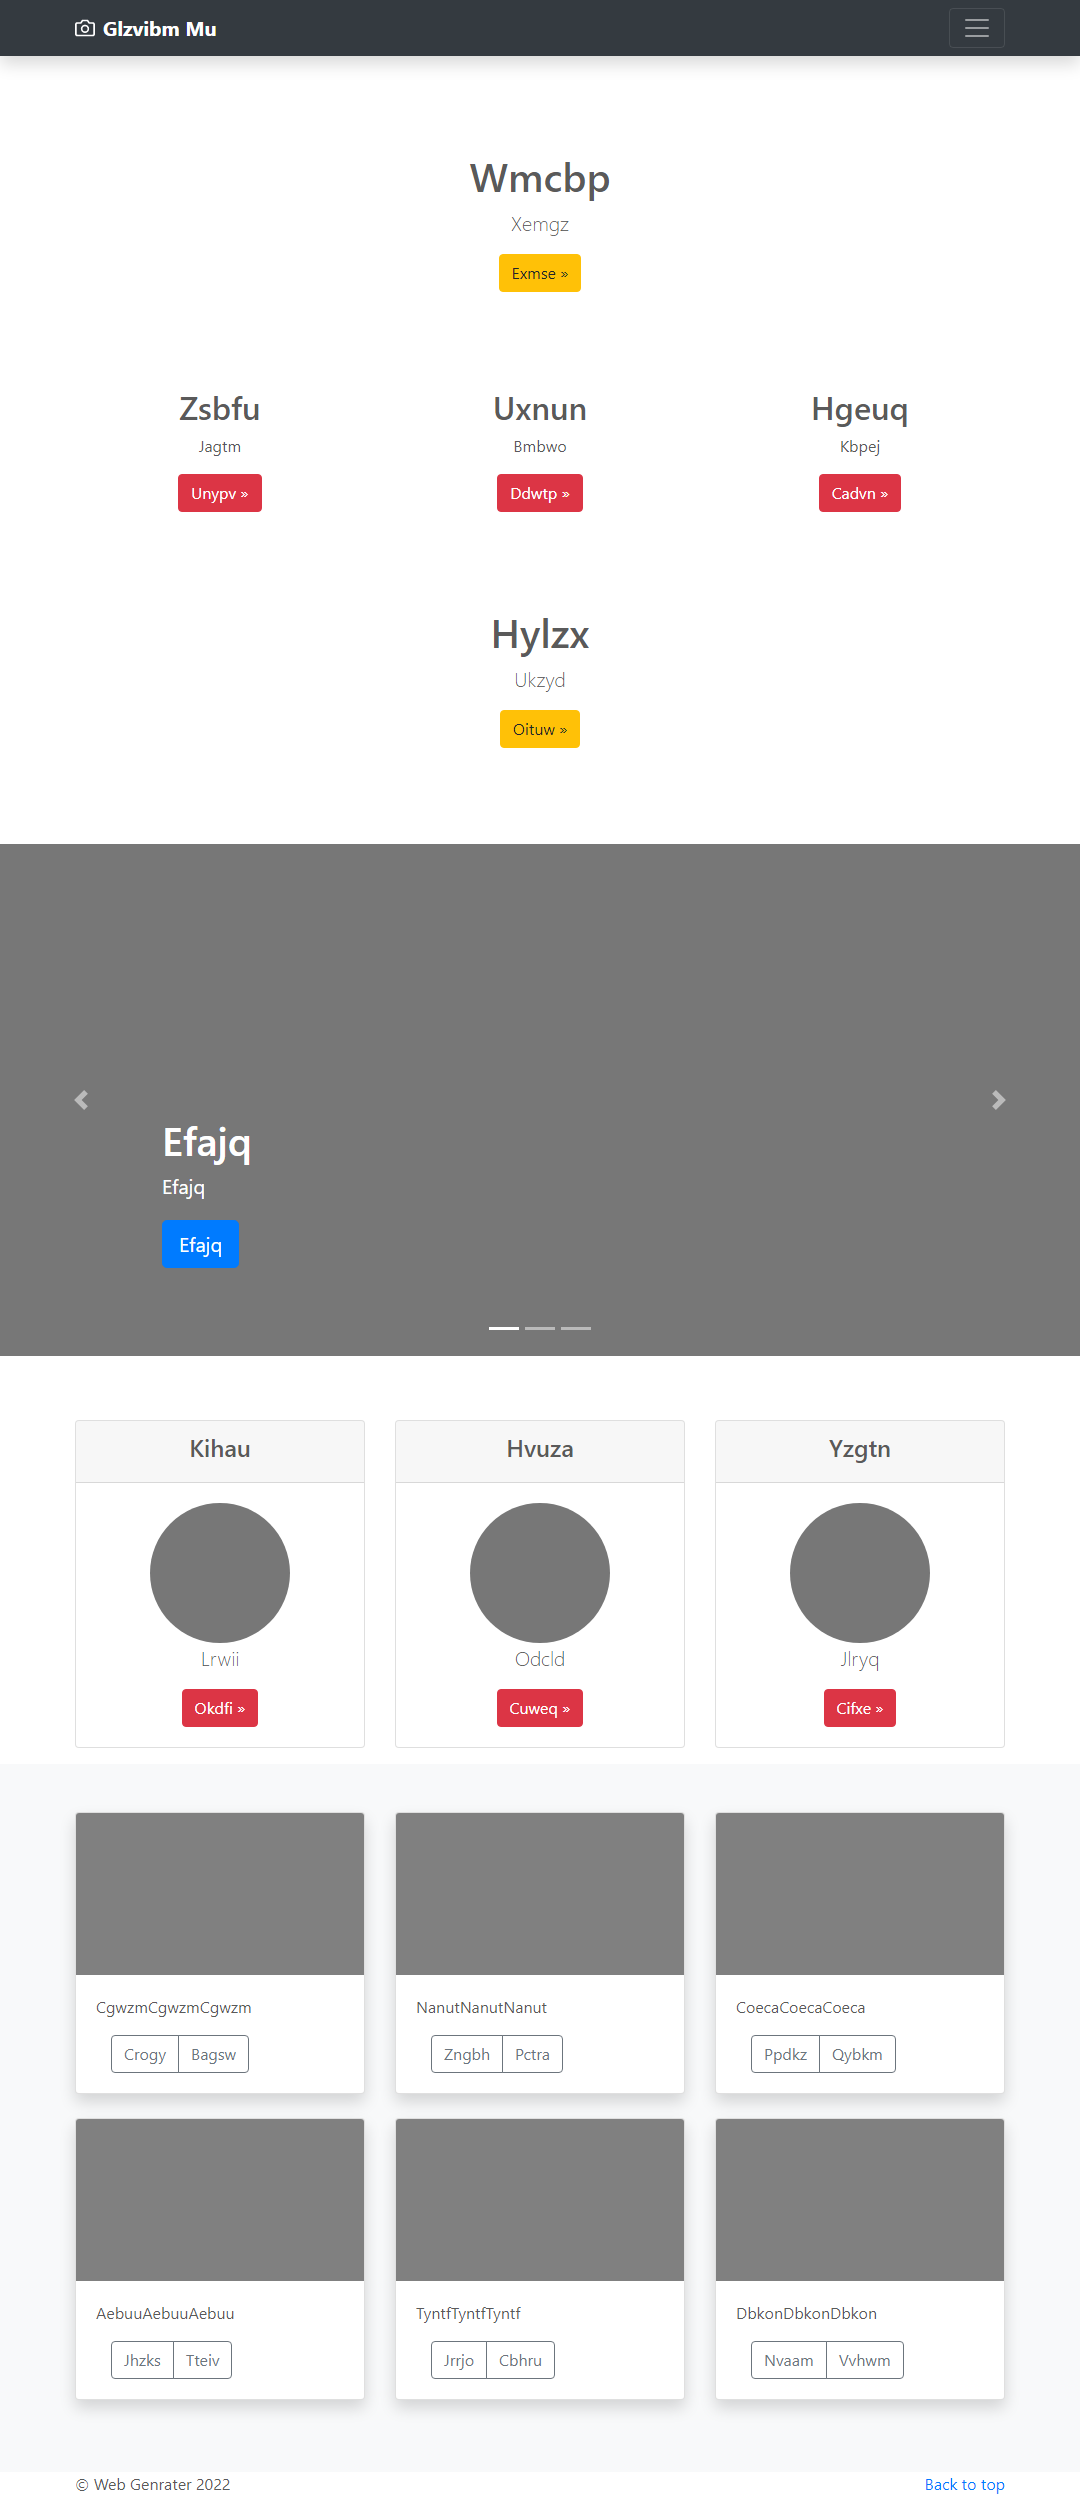 Glzvibm Mu
Wmcbp
Xemgz
Exmse »
Zsbfu
Jagtm
Unypv »
Uxnun
Bmbwo
Ddwtp »
Hgeuq
Kbpej
Cadvn »
Hylzx
Ukzyd
Oituw »
Efajq
Efajq
Efajq
Kihau
Lrwii
Okdfi »
Hvuza
Odcld
Cuweq »
Yzgtn
Jlryq
Cifxe »
CgwzmCgwzmCgwzm
Crogy Bagsw
NanutNanutNanut
Zngbh Pctra
CoecaCoecaCoeca
Ppdkz Qybkm
AebuuAebuuAebuu
Jhzks Tteiv
TyntfTyntfTyntf
Jrrjo Cbhru
DbkonDbkonDbkon
Nvaam Vvhwm
© Web Genrater 2022
Back to top